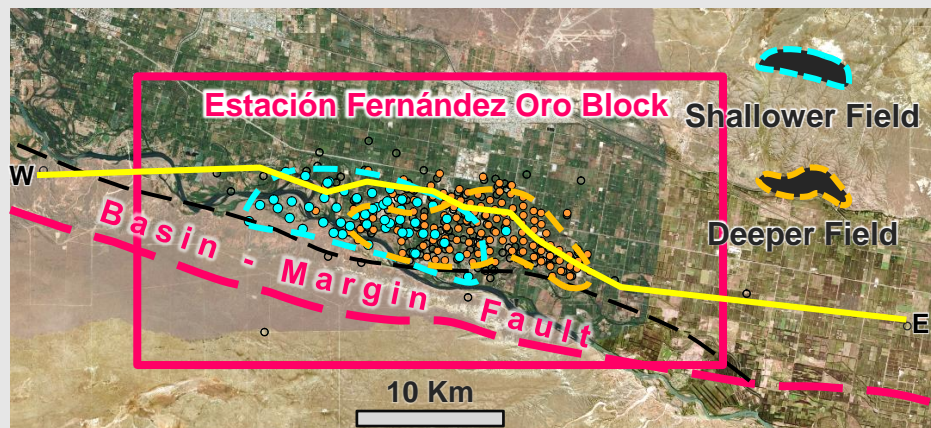 Estación Fernández Oro Block
Shallower Field
W
Deeper Field
Basin - Margin Fault
E
10 Km